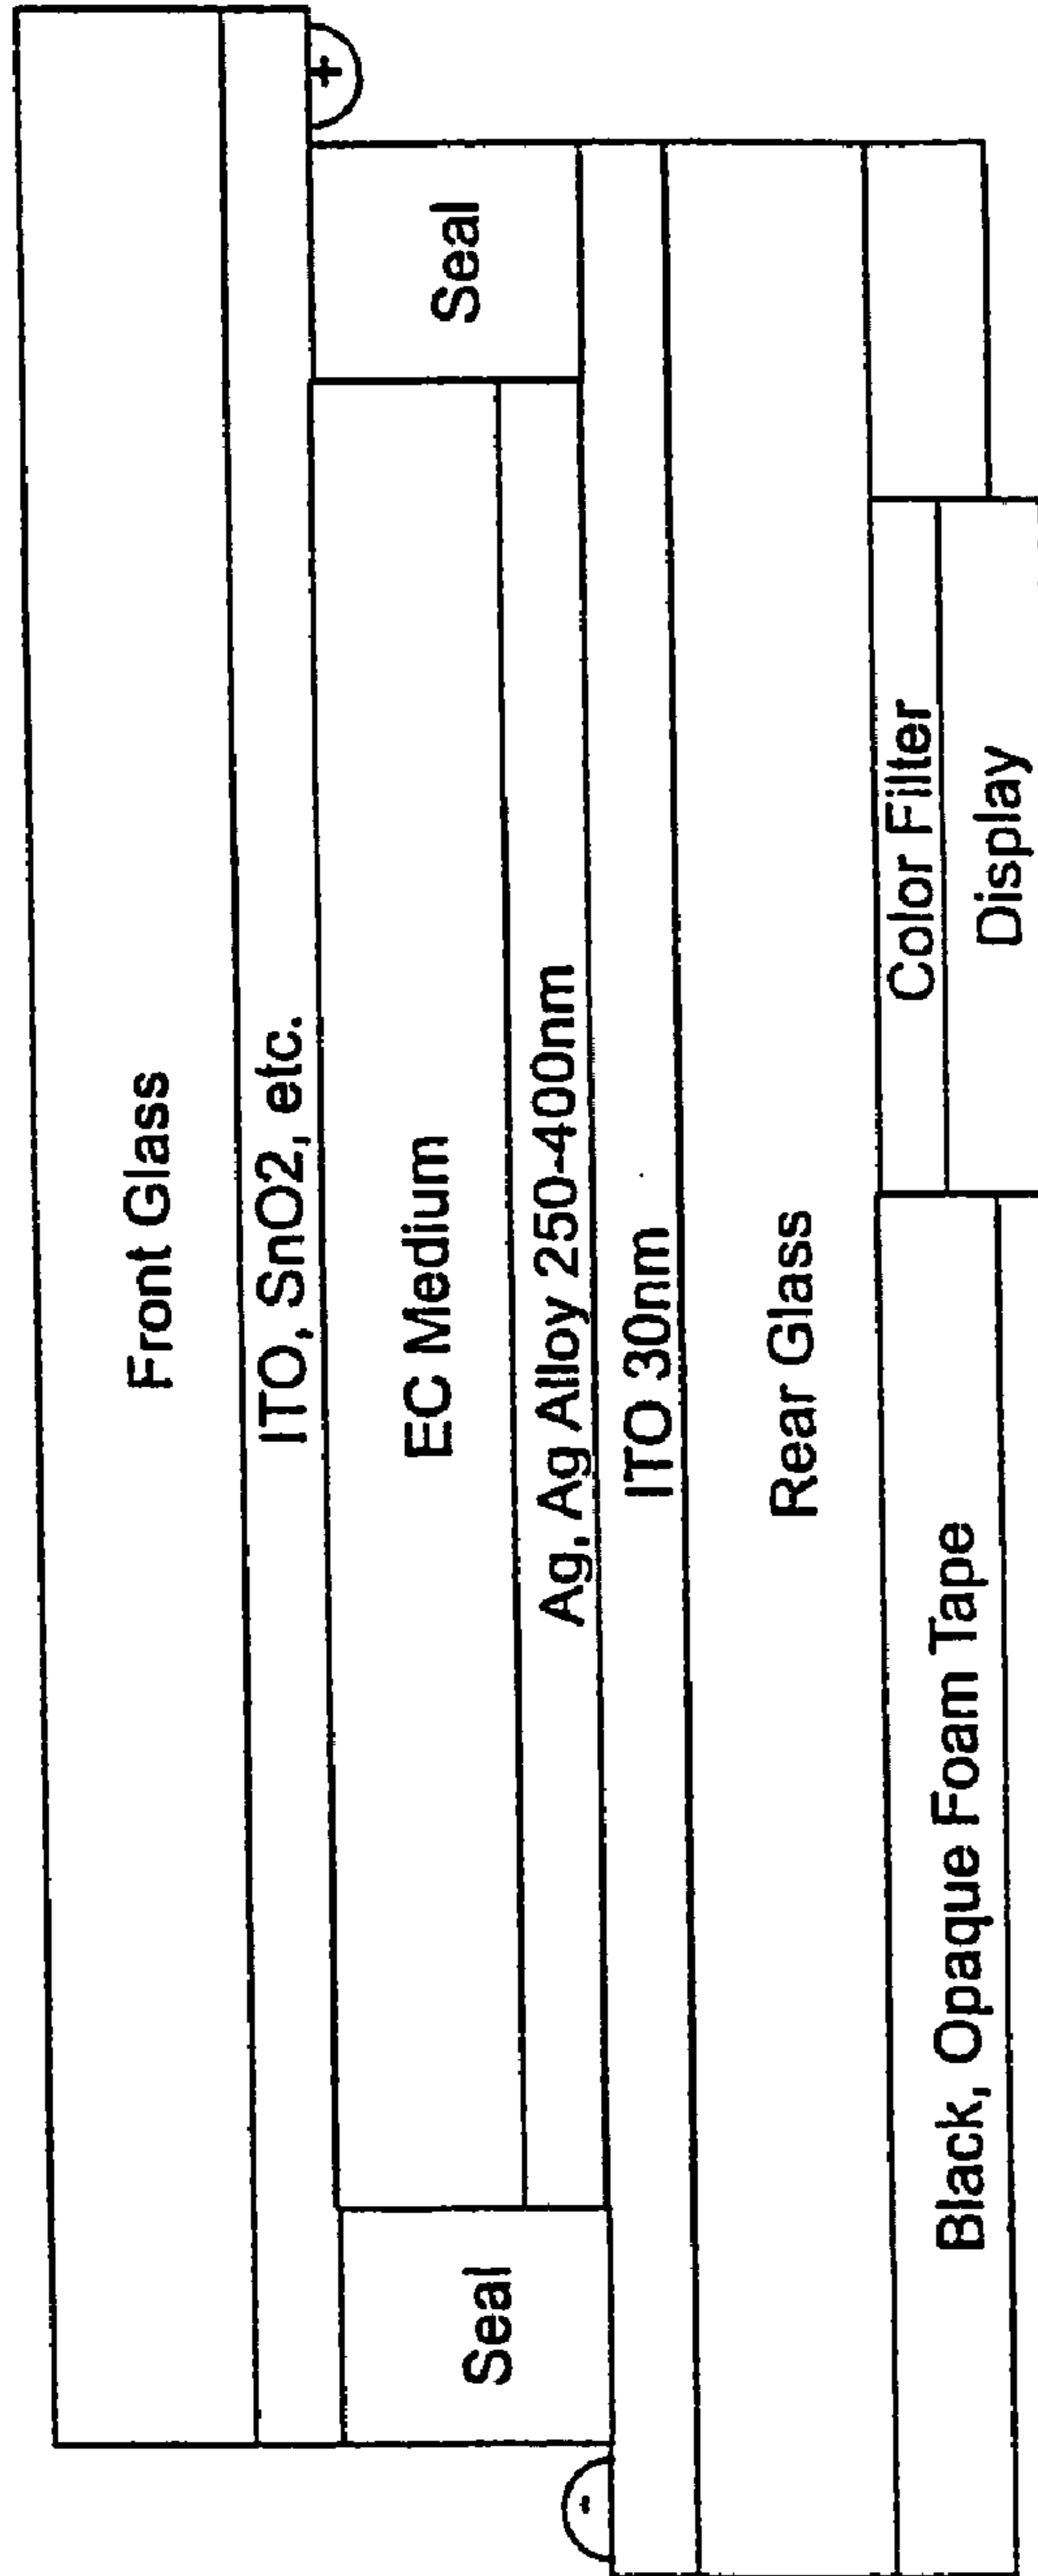 Front Glass
ITO, SnO2, etc.
+
Seal
EC Medium
Seal
Ag, Ag Alloy 250-400nm
-
ITO 30nm
Rear Glass
Black, Opaque Foam Tape
Color Filter
Display